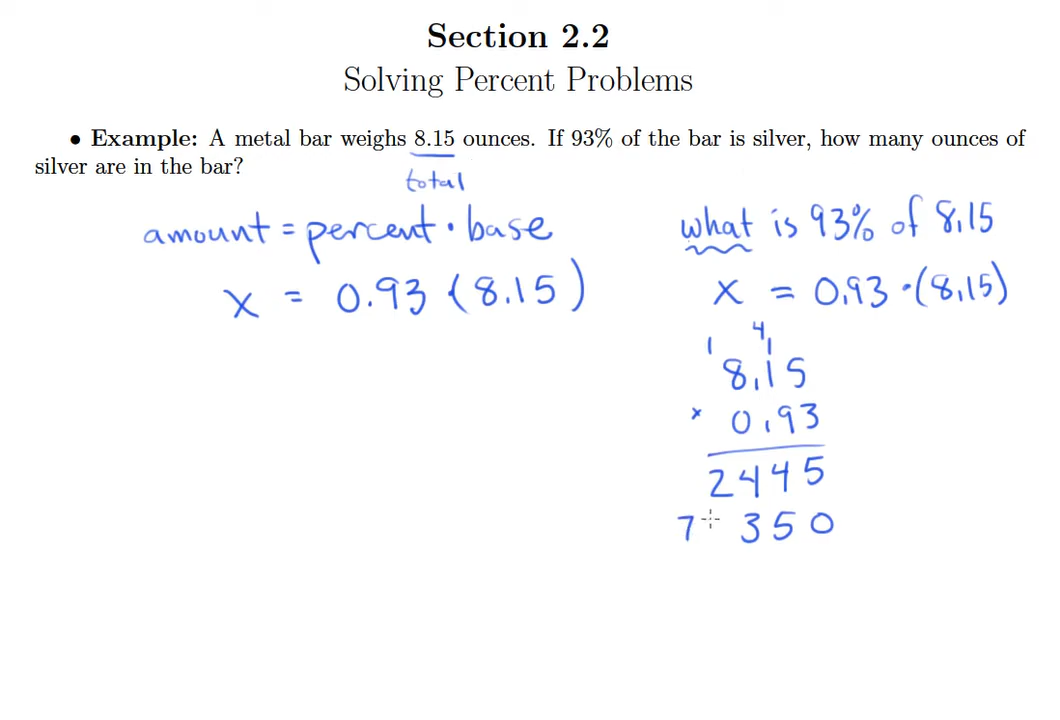 Section 2.2
Solving Percent Problems
• Example: A metal bar weighs 8.15 ounces. If 93% of the bar is silver, how many ounces of
silver are in the bar?
total
amount = percent · base
x = 0.93 (8.15)
what is 93% of 8.15
x = 0.93 · (8.15)
1 4 1
8.15
× 0.93
2445
7 350